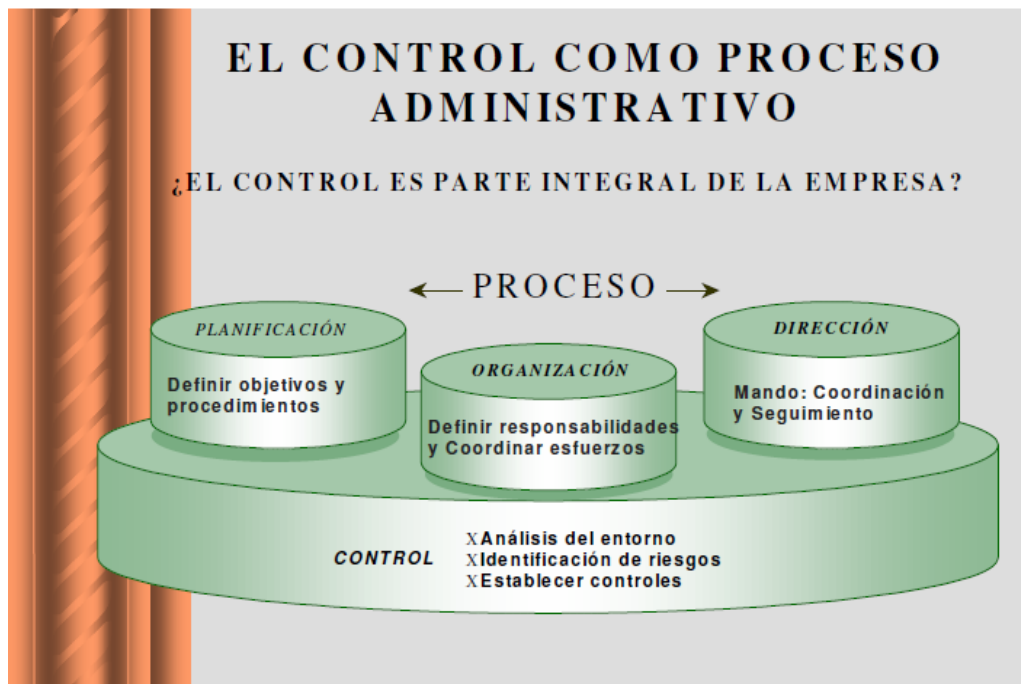 EL CONTROL COMO PROCESO
ADMINISTRATIVO
¿EL CONTROL ES PARTE INTEGRAL DE LA EMPRESA?
PROCESO
PLANIFICACIÓN
Definir objetivos y
procedimientos
ORGANIZACIÓN
Definir responsabilidades
y Coordinar esfuerzos
DIRECCIÓN
Mando: Coordinación
y Seguimiento
CONTROL
XAnálisis del entorno
XIdentificación de riesgos
XEstablecer controles